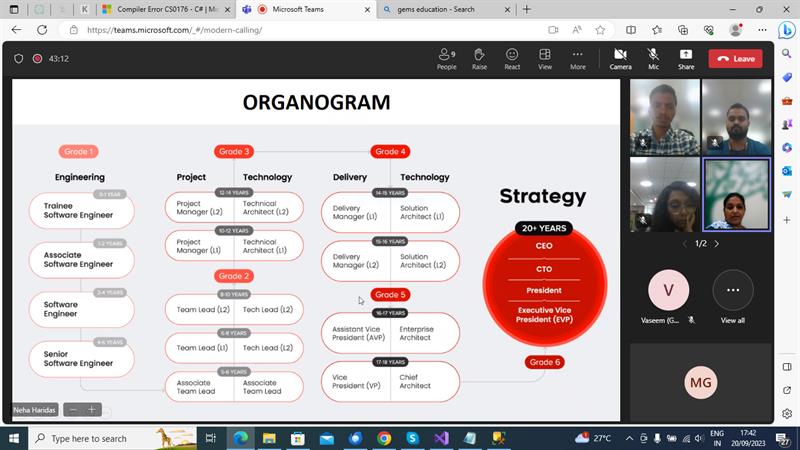 Compiler Error CS0176 - C# | Mic
Microsoft Teams
gems education - Search
https://teams.microsoft.com/_#/modern-calling/
43:12
9
People
Raise
React
View
More
Camera
Mic
Share
Leave
ORGANOGRAM
Grade 1
Engineering
0-1 YEAR
Trainee
Software Engineer
1-2 YEARS
Associate
Software Engineer
2-4 YEARS
Software
Engineer
4-6 YEARS
Senior
Software Engineer
Grade 3
Project Technology
12-14 YEARS
Project
Manager (L2)
Technical
Architect (L2)
10-12 YEARS
Project
Manager (L1)
Technical
Architect (L1)
Grade 2
8-10 YEARS
Team Lead (L2) Tech Lead (L2)
6-8 YEARS
Team Lead (L1) Tech Lead (L2)
5-6 YEARS
Associate
Team Lead
Associate
Team Lead
Grade 4
Delivery Technology
14-15 YEARS
Delivery
Manager (L1)
Solution
Architect (L1)
15-16 YEARS
Delivery
Manager (L2)
Solution
Architect (L2)
Grade 5
16-17 YEARS
Assistant Vice
President (AVP)
Enterprise
Architect
17-18 YEARS
Vice
President (VP)
Chief
Architect
Strategy
20+ YEARS
CEO
CTO
President
Executive Vice
President (EVP)
Grade 6
Neha Haridas
1/2
V
Vaseem (G...
View all
MG
Type here to search
27°C
ENG
IN
17:42
20/09/2023